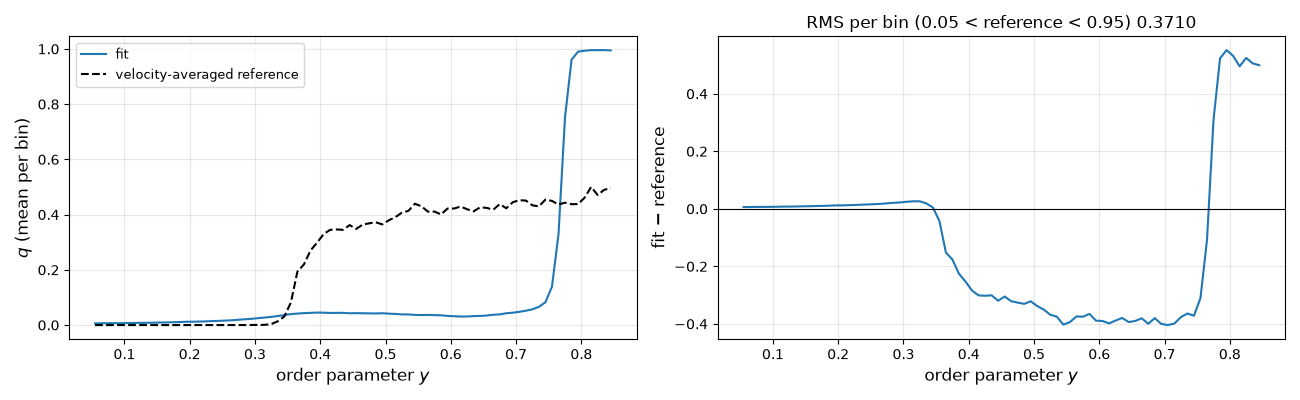 fit
velocity-averaged reference
q (mean per bin)
1.0
0.8
0.6
0.4
0.2
0.0
0.1 0.2 0.3 0.4 0.5 0.6 0.7 0.8
order parameter y
RMS per bin (0.05 < reference < 0.95) 0.3710
fit − reference
0.4
0.2
0.0
−0.2
−0.4
0.1 0.2 0.3 0.4 0.5 0.6 0.7 0.8
order parameter y